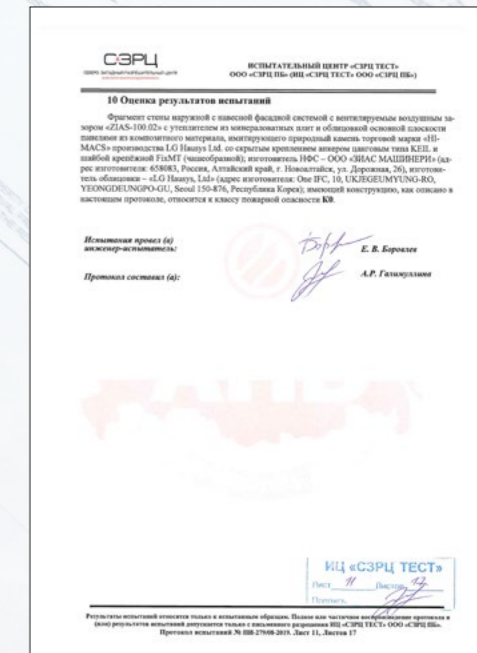 СЗРЦ
СЕВЕРО-ЗАПАДНЫЙ РАЗРЕШИТЕЛЬНЫЙ ЦЕНТР
ИСПЫТАТЕЛЬНЫЙ ЦЕНТР «СЗРЦ ТЕСТ»
ООО «СЗРЦ ПБ» (ИЦ «СЗРЦ ТЕСТ» ООО «СЗРЦ ПБ»)
10 Оценка результатов испытаний
Фрагмент стены наружной с навесной фасадной системой с вентилируемым воздушным за-
зором «ZIAS-100.02» с утеплителем из минераловатных плит и облицовкой основной плоскости
панелями из композитного материала, имитирующего природный камень торговой марки «HI-
MACS» производства LG Hausys Ltd. со скрытым креплением анкером цанговым типа KEIL и
шайбой крепёжной FixMT (чашеобразной); изготовитель НФС – ООО «ЗИАС МАШИНЕРИ» (ад-
рес изготовителя: 658083, Россия, Алтайский край, г. Новоалтайск, ул. Дорожная, 26), изготови-
тель облицовки – «LG Hausys, Ltd» (адрес изготовителя: One IFC, 10, UKJEGEUMYUNG-RO,
YEONGDEUNGPO-GU, Seoul 150-876, Республика Корея); имеющий конструкцию, как описано в
настоящем протоколе, относится к классу пожарной опасности К0.
Испытания провел (а)
инженер-испытатель:
Е. В. Боровлев
Протокол составил (а):
А.Р. Галимуллина
ИЦ «СЗРЦ ТЕСТ»
Лист 11 Листов 17
Подпись
Результаты испытаний относятся только к испытанным образцам. Полное или частичное воспроизведение протокола и
(или) результатов испытаний допускается только с письменного разрешения ИЦ «СЗРЦ ТЕСТ» ООО «СЗРЦ ПБ».
Протокол испытаний № ПБ-279/08-2019. Лист 11, Листов 17